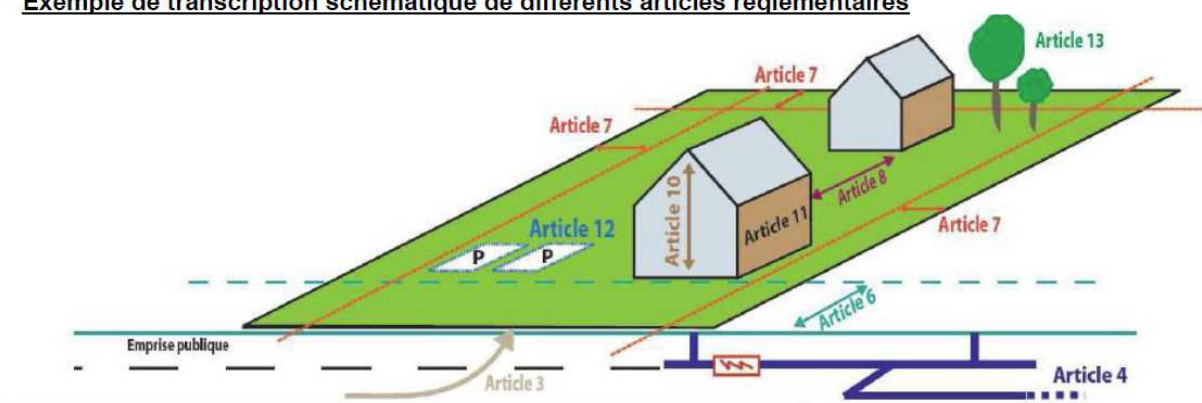 Exemple de transcription schématique de différents articles réglementaires
Article 13
Article 7
Article 7
Article 8
Article 10
Article 11
Article 12
Article 7
P
P
Article 6
Emprise publique
Article 3
Article 4